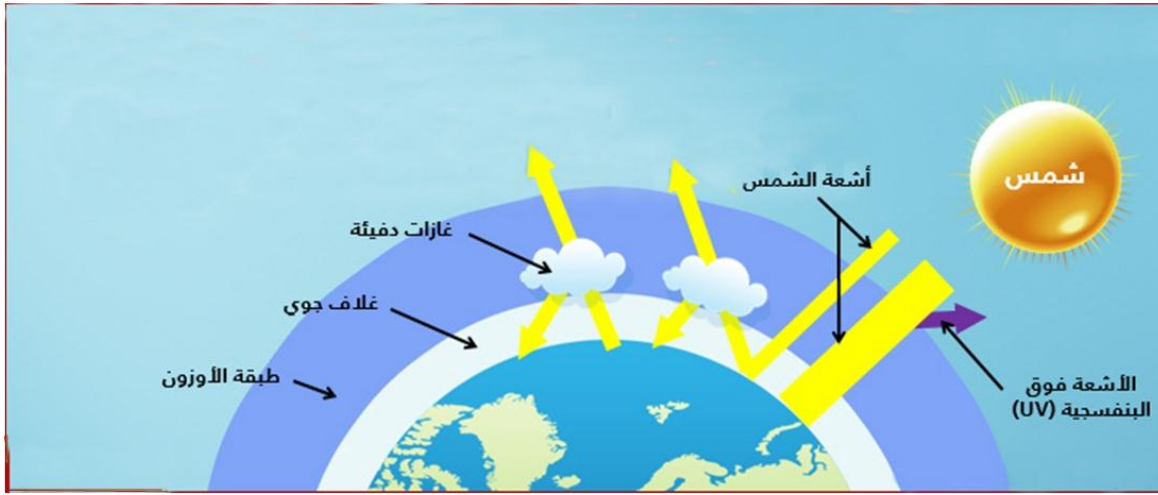 شمس
أشعة الشمس
غازات دفيئة
غلاف جوي
طبقة الأوزون
الأشعة فوق
البنفسجية (UV)